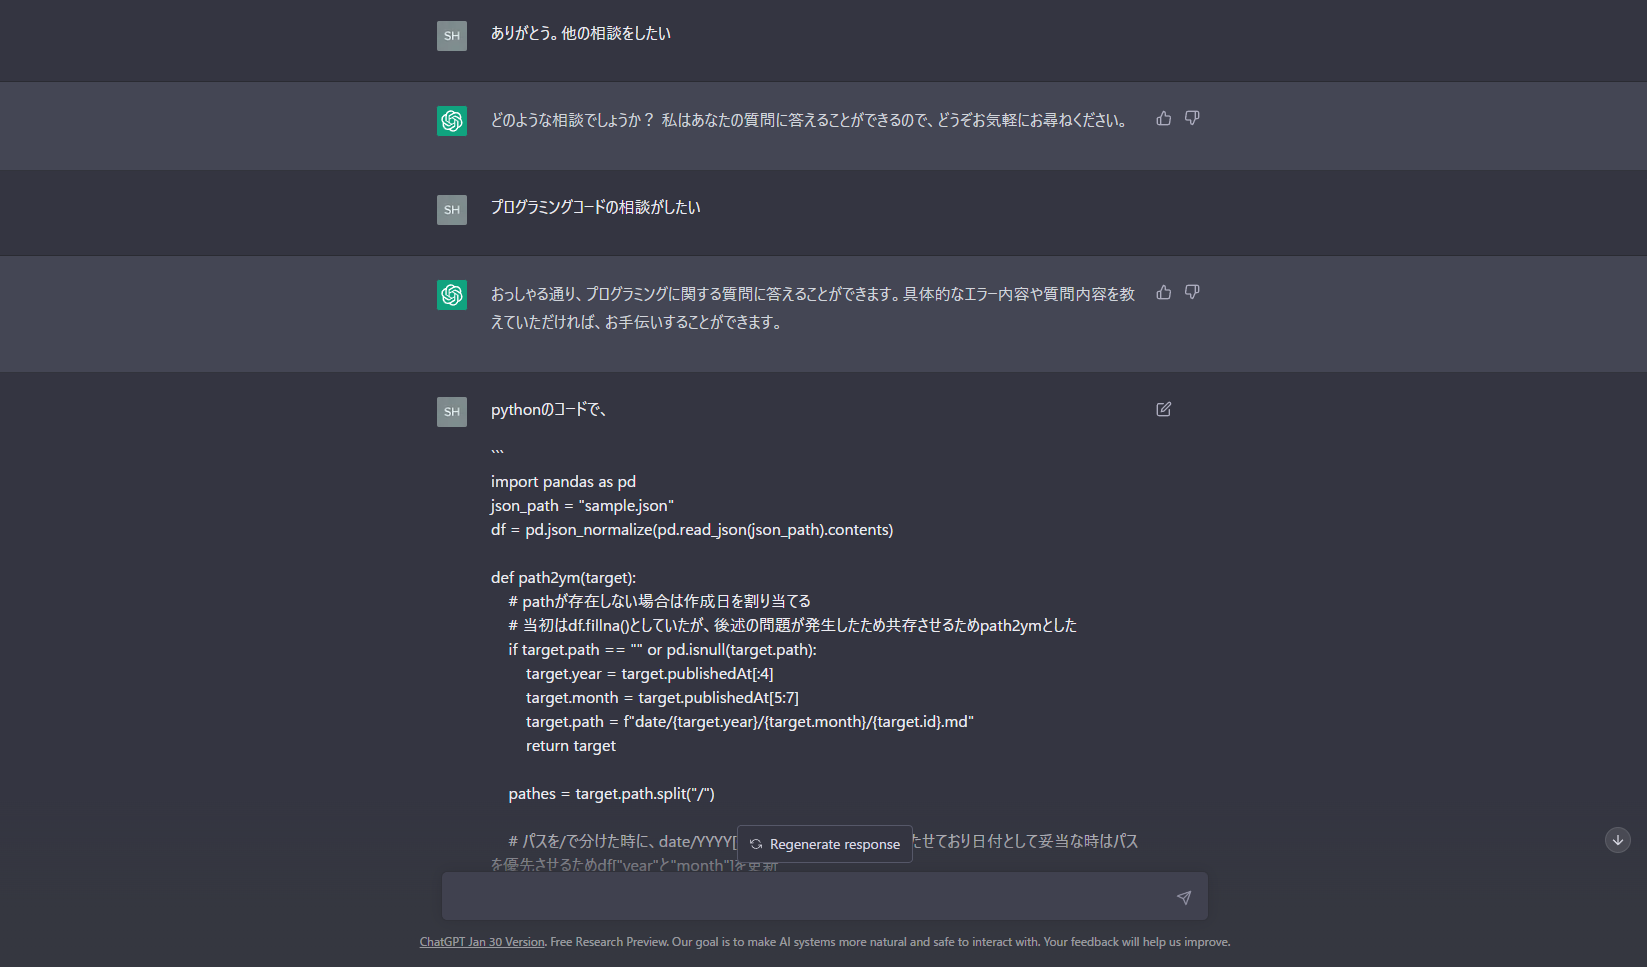 SH
ありがとう。他の相談をしたい
どのような相談でしょうか？ 私はあなたの質問に答えることができるので、どうぞお気軽にお尋ねください。
SH
プログラミングコードの相談がしたい
おっしゃる通り、プログラミングに関する質問に答えることができます。具体的なエラー内容や質問内容を教
えていただければ、お手伝いすることができます。
SH
pythonのコードで、
```
import pandas as pd
json_path = "sample.json"
df = pd.json_normalize(pd.read_json(json_path).contents)
def path2ym(target):
# pathが存在しない場合は作成日を割り当てる
# 当初はdf.fillna()としていたが、後述の問題が発生したため共存させるためpath2ymとした
if target.path == "" or pd.isnull(target.path):
target.year = target.publishedAt[:4]
target.month = target.publishedAt[5:7]
target.path = f"date/{target.year}/{target.month}/{target.id}.md"
return target
pathes = target.path.split("/")
# パスを/で分けた時に、date/YYYY[ たせており日付として妥当な時はパス
を優先させるためdf["year"と"month"]を更新
Regenerate response
ChatGPT Jan 30 Version. Free Research Preview. Our goal is to make AI systems more natural and safe to interact with. Your feedback will help us improve.